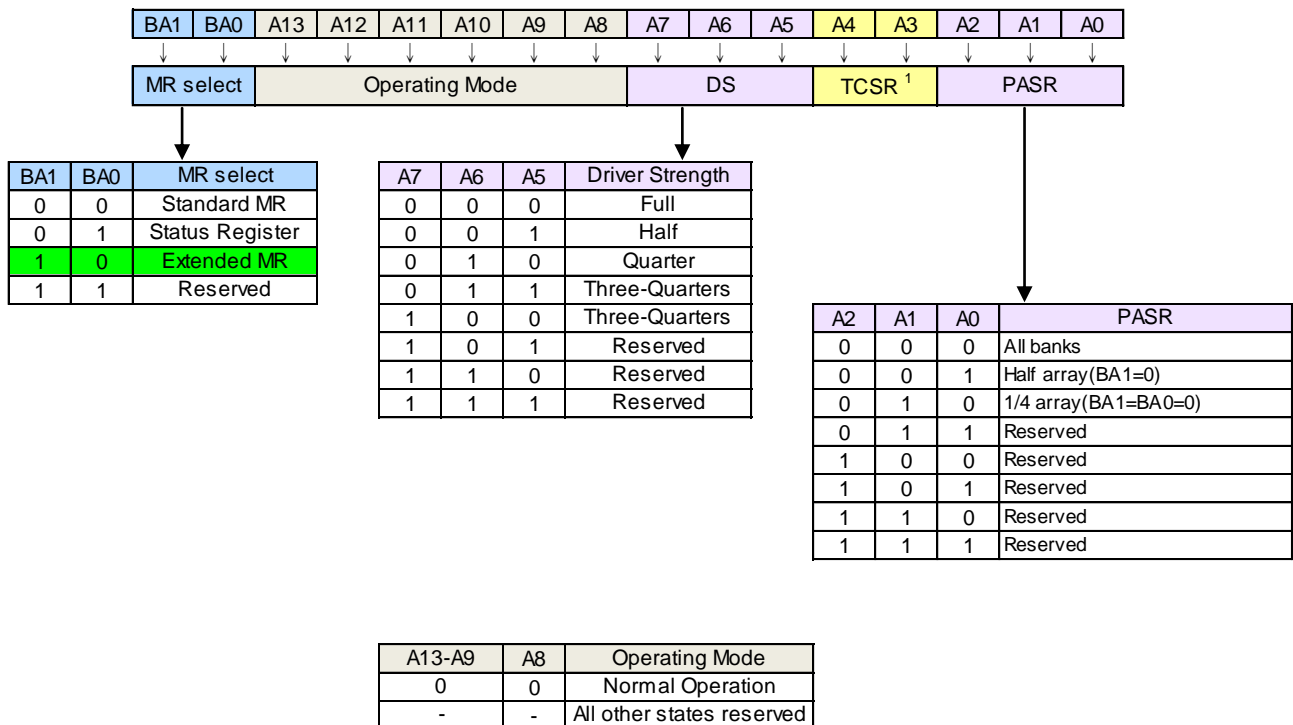 BA1 BA0 A13 A12 A11 A10 A9 A8 A7 A6 A5 A4 A3 A2 A1 A0
MR select Operating Mode DS TCSR 1 PASR
BA1 BA0 MR select
0 0 Standard MR
0 1 Status Register
1 0 Extended MR
1 1 Reserved
A7 A6 A5 Driver Strength
0 0 0 Full
0 0 1 Half
0 1 0 Quarter
0 1 1 Three-Quarters
1 0 0 Three-Quarters
1 0 1 Reserved
1 1 0 Reserved
1 1 1 Reserved
A2 A1 A0 PASR
0 0 0 All banks
0 0 1 Half array(BA1=0)
0 1 0 1/4 array(BA1=BA0=0)
0 1 1 Reserved
1 0 0 Reserved
1 0 1 Reserved
1 1 0 Reserved
1 1 1 Reserved
A13-A9 A8 Operating Mode
0 0 Normal Operation
- - All other states reserved